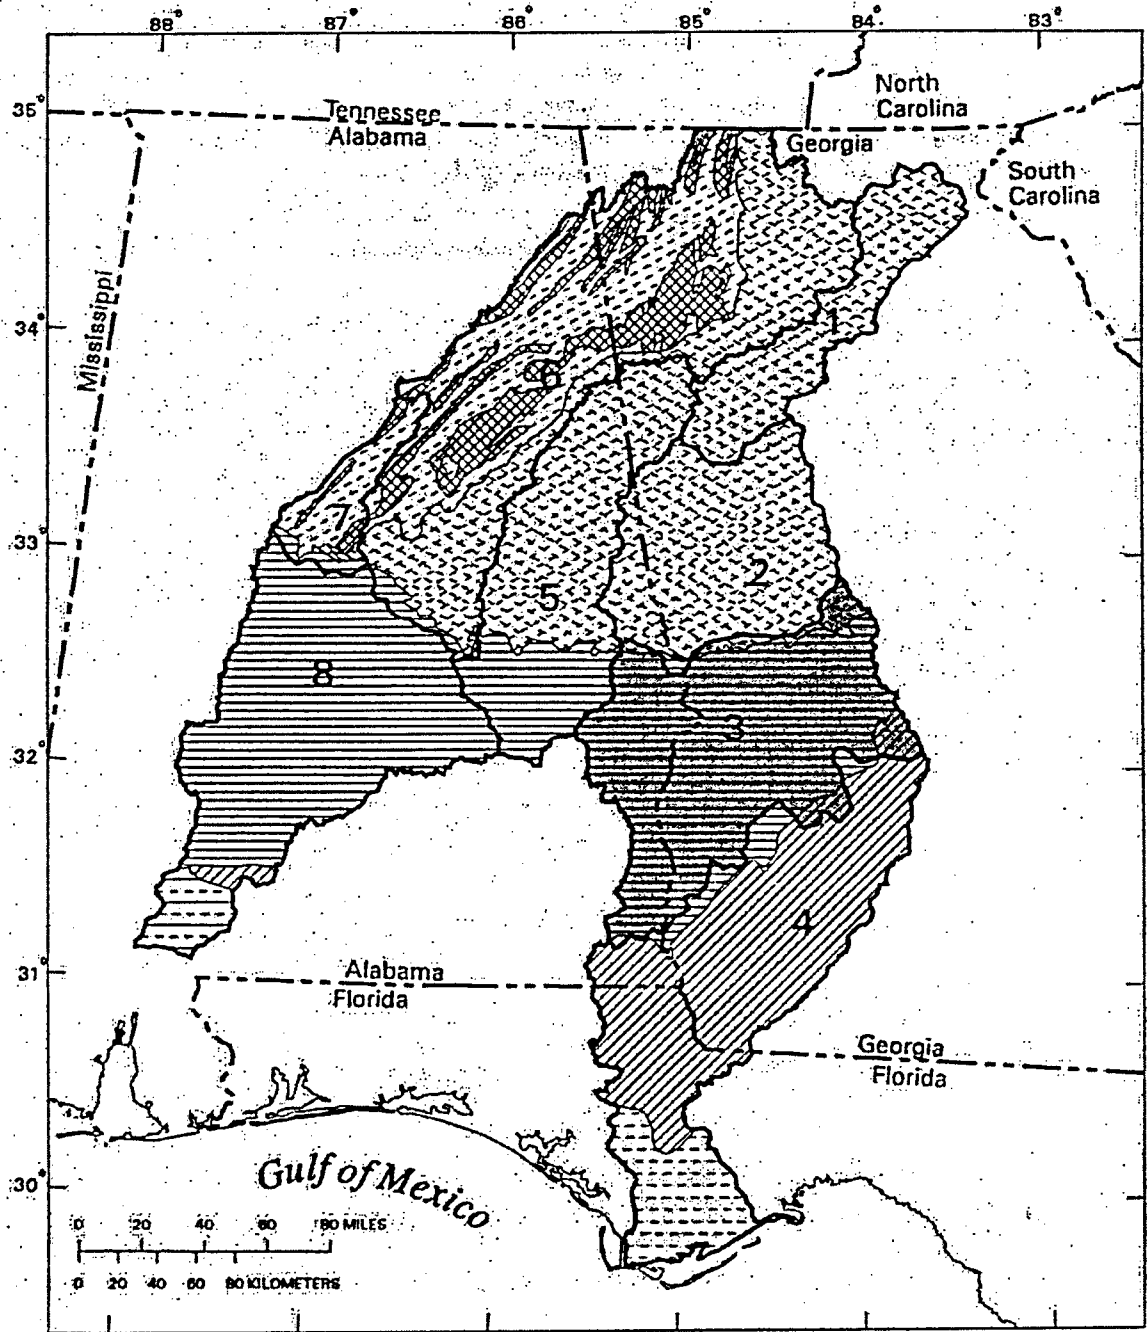 88° 87° 86° 85° 84° 83°
North
Carolina
35°
Tennessee
Alabama
Georgia
South
Carolina
Mississippi
34°
1
6
7
33°
5
2
8
3
32°
4
31°
Alabama
Florida
Georgia
Florida
30°
Gulf of Mexico
0 20 40 60 80 MILES
0 20 40 60 80 KILOMETERS